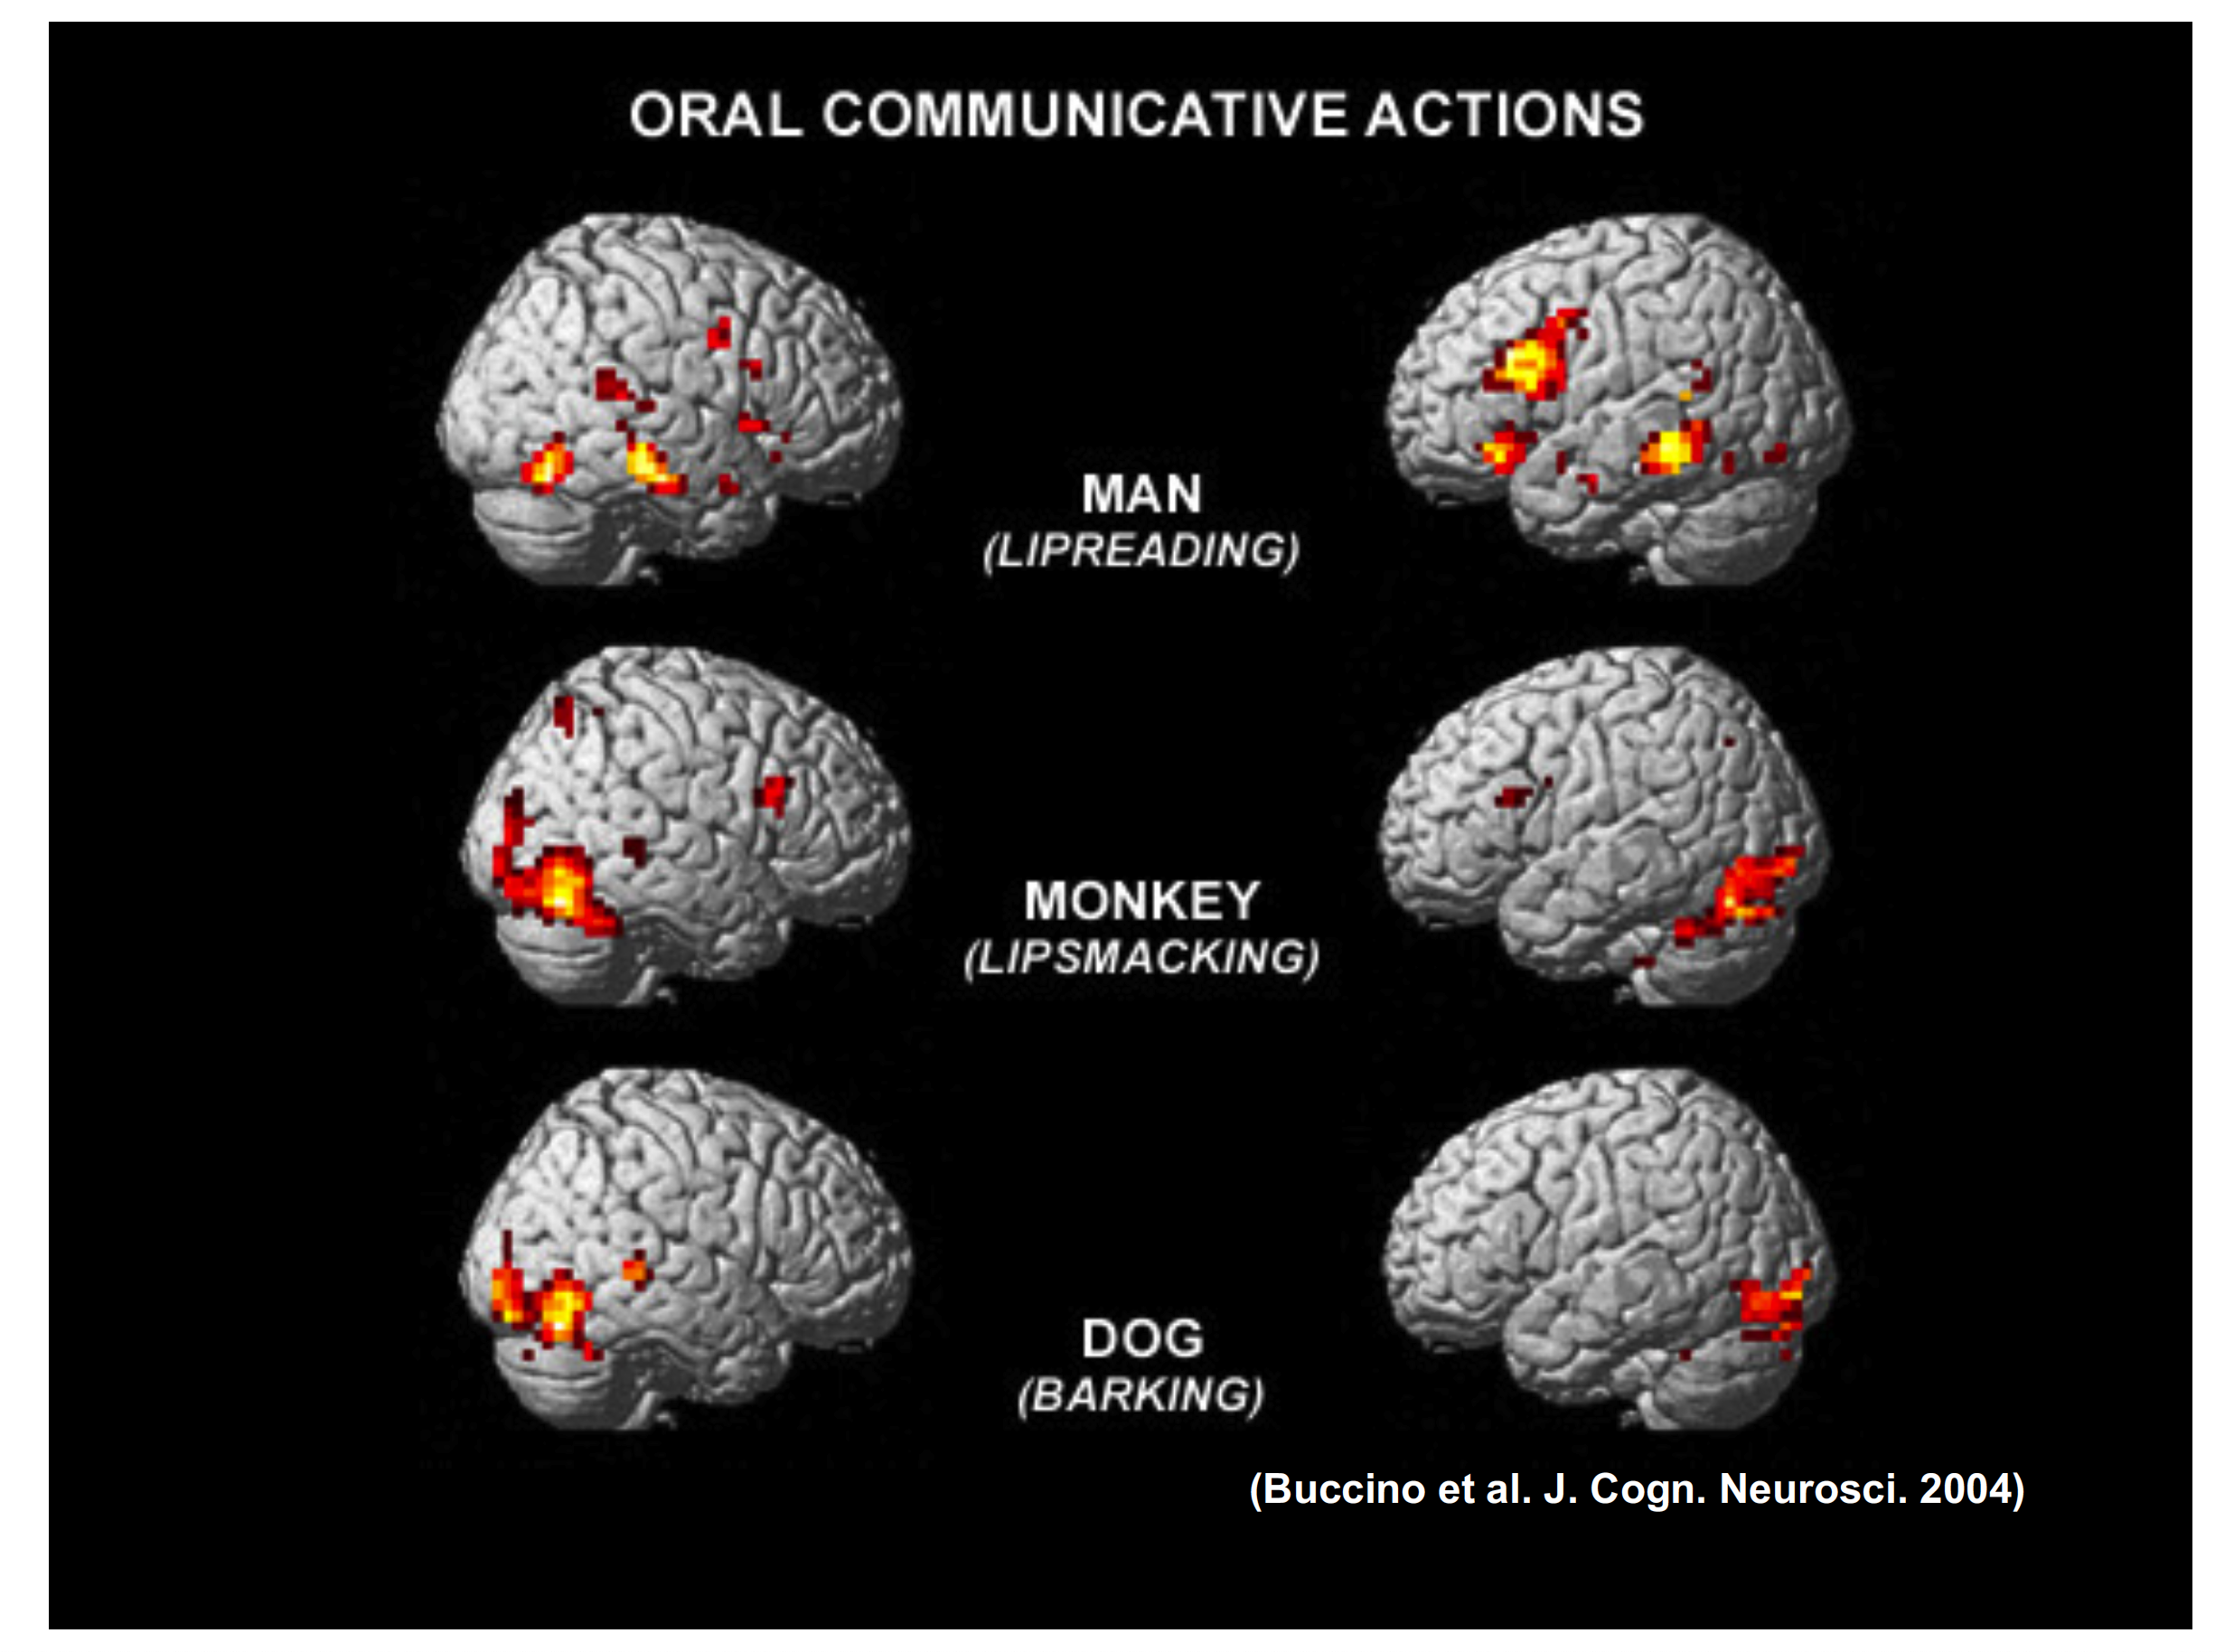 ORAL COMMUNICATIVE ACTIONS
MAN
(LIPREADING)
MONKEY
(LIPSMACKING)
DOG
(BARKING)
(Buccino et al. J. Cogn. Neurosci. 2004)